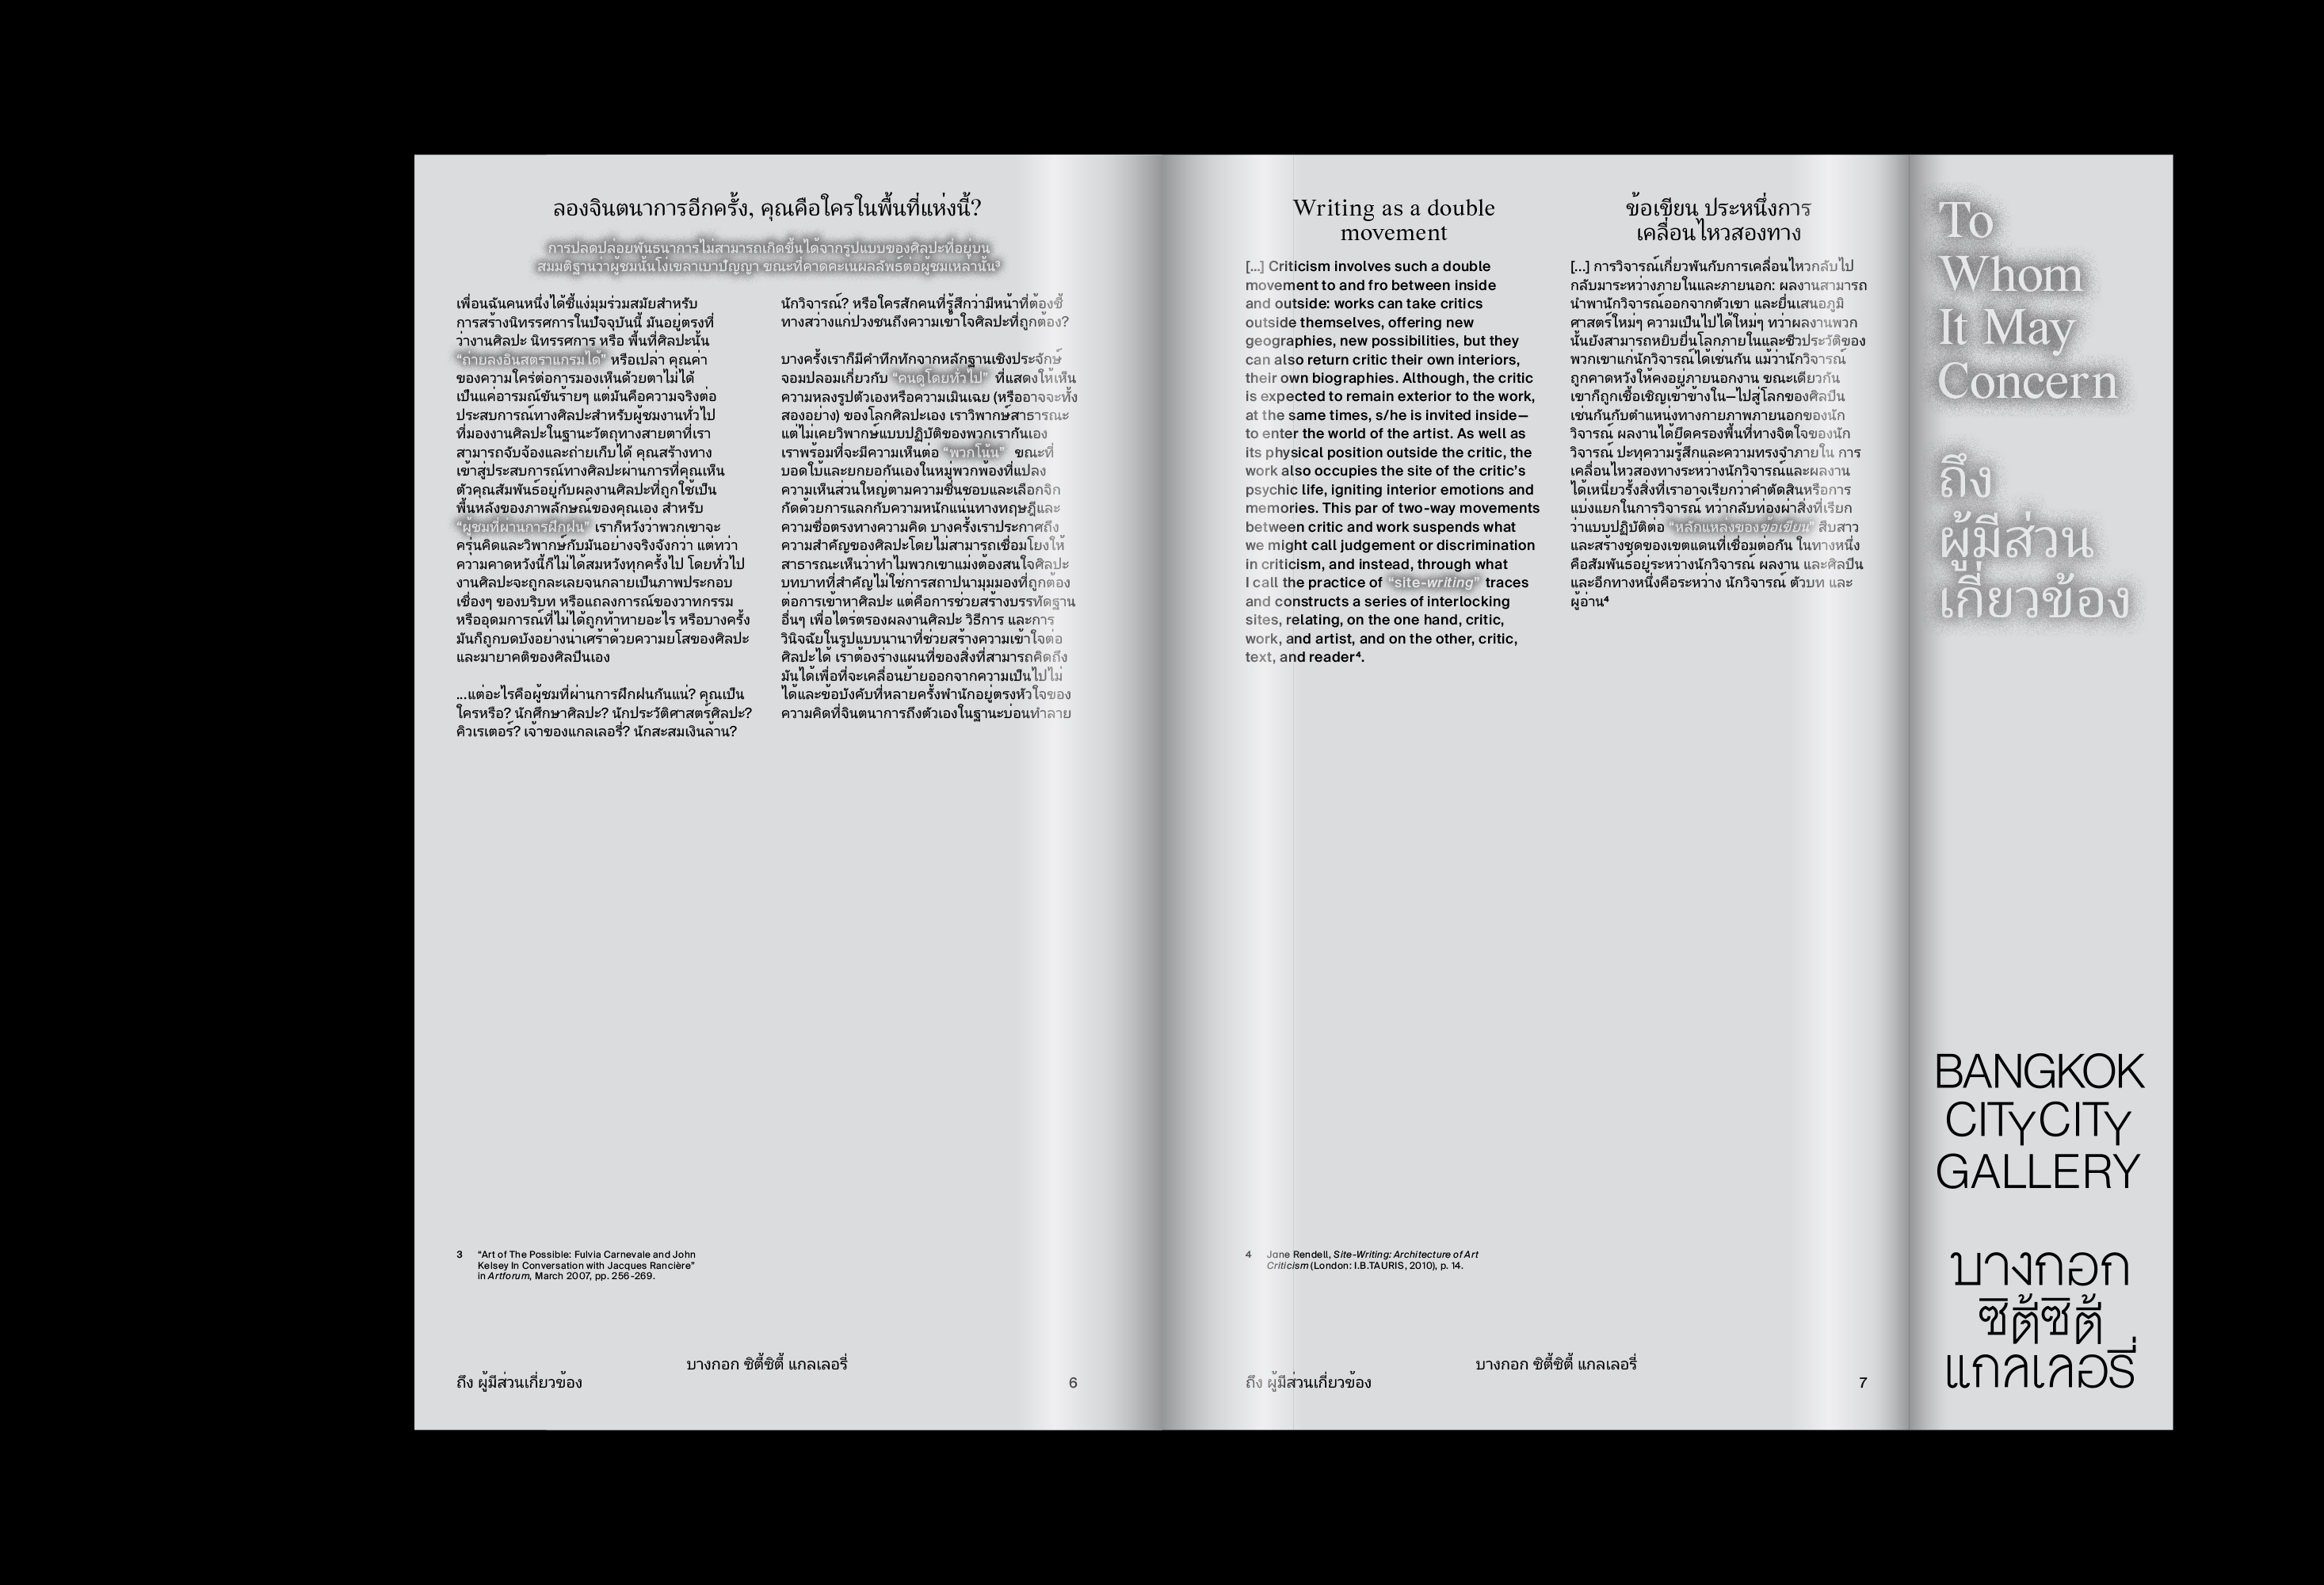 ลองจินตนาการอีกครั้ง, คุณคือใครในพื้นที่แห่งนี้?
การปลดปล่อยพันธนาการไม่สามารถเกิดขึ้นได้จากรูปแบบของศิลปะที่อยู่บน
สมมติฐานว่าผู้ชมนั้นโง่เขลาเบาปัญญา ขณะที่คาดคะเนผลลัพธ์ต่อผู้ชมเหล่านั้น³
เพื่อนฉันคนหนึ่งได้ชี้แง่มุมร่วมสมัยสำหรับ
การสร้างนิทรรศการในปัจจุบันนี้ มันอยู่ตรงที่
ว่างานศิลปะ นิทรรศการ หรือ พื้นที่ศิลปะนั้น
“ถ่ายลงอินสตราแกรมได้” หรือเปล่า คุณค่า
ของความใคร่ต่อการมองเห็นด้วยตาไม่ได้
เป็นแค่อารมณ์ขันร้ายๆ แต่มันคือความจริงต่อ
ประสบการณ์ทางศิลปะสำหรับผู้ชมงานทั่วไป
ที่มองงานศิลปะในฐานะวัตถุทางสายตาที่เรา
สามารถจับจ้องและถ่ายเก็บได้ คุณสร้างทาง
เข้าสู่ประสบการณ์ทางศิลปะผ่านการที่คุณเห็น
ตัวคุณสัมพันธ์อยู่กับผลงานศิลปะที่ถูกใช้เป็น
พื้นหลังของภาพลักษณ์ของคุณเอง สำหรับ
“ผู้ชมที่ผ่านการฝึกฝน” เราก็หวังว่าพวกเขาจะ
ครุ่นคิดและวิพากษ์กับมันอย่างจริงจังกว่า แต่ทว่า
ความคาดหวังนี้ก็ไม่ได้สมหวังทุกครั้งไป โดยทั่วไป
งานศิลปะจะถูกละเลยจนกลายเป็นภาพประกอบ
เชื่องๆ ของบริบท หรือแถลงการณ์ของวาทกรรม
หรืออุดมการณ์ที่ไม่ได้ถูกท้าทายอะไร หรือบางครั้ง
มันก็ถูกบดบังอย่างน่าเศร้าด้วยความยโสของศิลปะ
และมายาคติของศิลปินเอง
...แต่อะไรคือผู้ชมที่ผ่านการฝึกฝนกันแน่? คุณเป็น
ใครหรือ? นักศึกษาศิลปะ? นักประวัติศาสตร์ศิลปะ?
คิวเรเตอร์? เจ้าของแกลเลอรี่? นักสะสมเงินล้าน?
นักวิจารณ์? หรือใครสักคนที่รู้สึกว่ามีหน้าที่ต้องชี้
ทางสว่างแก่ปวงชนถึงความเข้าใจศิลปะที่ถูกต้อง?
บางครั้งเราก็มีคำทึกทักจากหลักฐานเชิงประจักษ์
จอมปลอมเกี่ยวกับ “คนดูโดยทั่วไป” ที่แสดงให้เห็น
ความหลงรูปตัวเองหรือความเมินเฉย (หรืออาจจะทั้ง
สองอย่าง) ของโลกศิลปะเอง เราวิพากษ์สาธารณะ
แต่ไม่เคยวิพากษ์แบบปฏิบัติของพวกเรากันเอง
เราพร้อมที่จะมีความเห็นต่อ “พวกโน้น” ขณะที่
บอดใบ้และยกยอกันเองในหมู่พวกพ้องที่แปลง
ความเห็นส่วนใหญ่ตามความชื่นชอบและเลือกจิก
กัดด้วยการแลกกับความหนักแน่นทางทฤษฎีและ
ความซื่อตรงทางความคิด บางครั้งเราประกาศถึง
ความสำคัญของศิลปะโดยไม่สามารถเชื่อมโยงให้
สาธารณะเห็นว่าทำไมพวกเขาแม่งต้องสนใจศิลปะ
บทบาทที่สำคัญไม่ใช่การสถาปนามุมมองที่ถูกต้อง
ต่อการเข้าหาศิลปะ แต่คือการช่วยสร้างบรรทัดฐาน
อื่นๆ เพื่อไตร่ตรองผลงานศิลปะ วิธีการ และการ
วินิจฉัยในรูปแบบนานาที่ช่วยสร้างความเข้าใจต่อ
ศิลปะได้ เราต้องร่างแผนที่ของสิ่งที่สามารถคิดถึง
มันได้เพื่อที่จะเคลื่อนย้ายออกจากความเป็นไปไม่
ได้และข้อบังคับที่หลายครั้งพำนักอยู่ตรงหัวใจของ
ความคิดที่จินตนาการถึงตัวเองในฐานะบ่อนทำลาย
3 “Art of The Possible: Fulvia Carnevale and John
Kelsey In Conversation with Jacques Rancière”
in Artforum, March 2007, pp. 256-269.
บางกอก ซิตี้ซิตี้ แกลเลอรี่
ถึง ผู้มีส่วนเกี่ยวข้อง 6
Writing as a double
movement
[...] Criticism involves such a double
movement to and fro between inside
and outside: works can take critics
outside themselves, offering new
geographies, new possibilities, but they
can also return critic their own interiors,
their own biographies. Although, the critic
is expected to remain exterior to the work,
at the same times, s/he is invited inside—
to enter the world of the artist. As well as
its physical position outside the critic, the
work also occupies the site of the critic’s
psychic life, igniting interior emotions and
memories. This par of two-way movements
between critic and work suspends what
we might call judgement or discrimination
in criticism, and instead, through what
I call the practice of “site-writing” traces
and constructs a series of interlocking
sites, relating, on the one hand, critic,
work, and artist, and on the other, critic,
text, and reader⁴.
ข้อเขียน ประหนึ่งการ
เคลื่อนไหวสองทาง
[...] การวิจารณ์เกี่ยวพันกับการเคลื่อนไหวกลับไป
กลับมาระหว่างภายในและภายนอก: ผลงานสามารถ
นำพานักวิจารณ์ออกจากตัวเขา และยื่นเสนอภูมิ
ศาสตร์ใหม่ๆ ความเป็นไปได้ใหม่ๆ ทว่าผลงานพวก
นั้นยังสามารถหยิบยื่นโลกภายในและชีวประวัติของ
พวกเขาแก่นักวิจารณ์ได้เช่นกัน แม้ว่านักวิจารณ์
ถูกคาดหวังให้คงอยู่ภายนอกงาน ขณะเดียวกัน
เขาก็ถูกเชื้อเชิญเข้าข้างใน—ไปสู่โลกของศิลปิน
เช่นกันกับตำแหน่งทางกายภาพภายนอกของนัก
วิจารณ์ ผลงานได้ยึดครองพื้นที่ทางจิตใจของนัก
วิจารณ์ ปะทุความรู้สึกและความทรงจำภายใน การ
เคลื่อนไหวสองทางระหว่างนักวิจารณ์และผลงาน
ได้เหนี่ยวรั้งสิ่งที่เราอาจเรียกว่าคำตัดสินหรือการ
แบ่งแยกในการวิจารณ์ ทว่ากลับท่องผ่าสิ่งที่เรียก
ว่าแบบปฏิบัติต่อ “หลักแหล่งของข้อเขียน” สืบสาว
และสร้างชุดของเขตแดนที่เชื่อมต่อกัน ในทางหนึ่ง
คือสัมพันธ์อยู่ระหว่างนักวิจารณ์ ผลงาน และศิลปิน
และอีกทางหนึ่งคือระหว่าง นักวิจารณ์ ตัวบท และ
ผู้อ่าน⁴
4 Jane Rendell, Site-Writing: Architecture of Art
Criticism (London: I.B.TAURIS, 2010), p. 14.
บางกอก ซิตี้ซิตี้ แกลเลอรี่
ถึง ผู้มีส่วนเกี่ยวข้อง 7
To
Whom
It May
Concern
ถึง
ผู้มีส่วน
เกี่ยวข้อง
BANGKOK
CITYCITY
GALLERY
บางกอก
ซิตี้ซิตี้
แกลเลอรี่